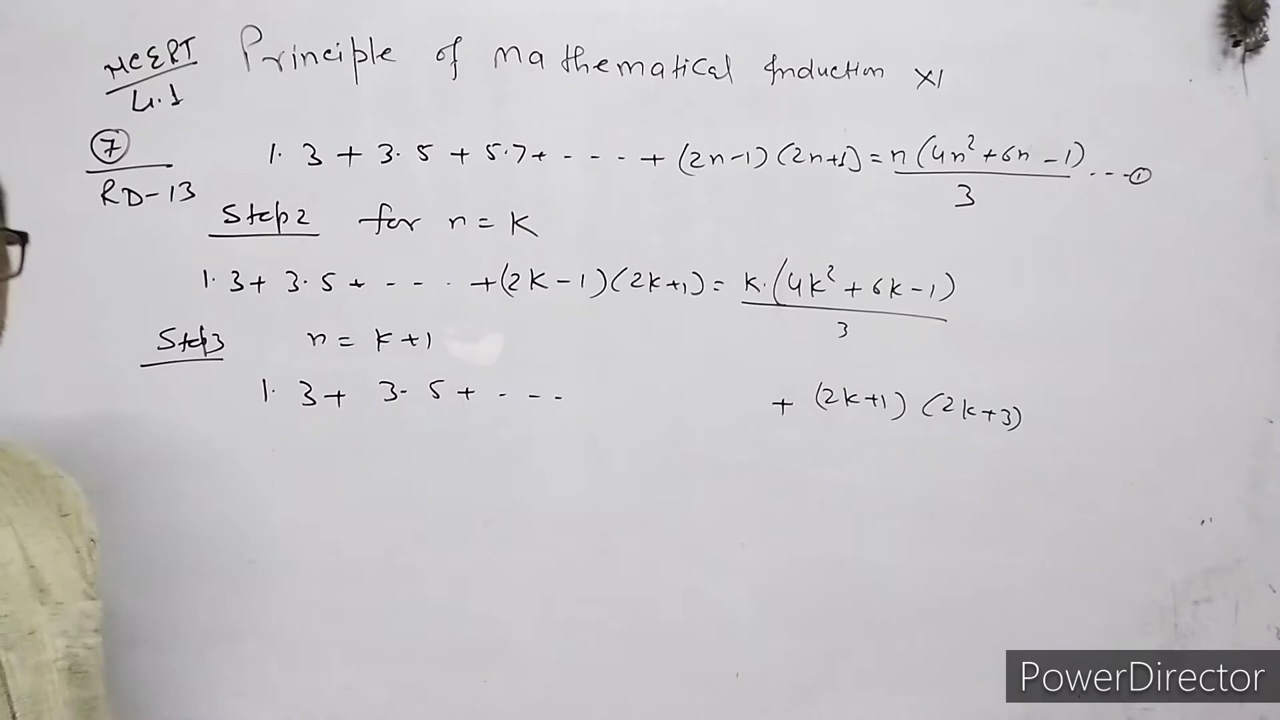 NCERT Principle of Mathematical Induction XI
4.1
⑦ 1. 3 + 3. 5 + 5.7 + - - - - + (2n-1) (2n+1) = n (4n² + 6n - 1) - - - ①
3
RD-13
Step 2 for n = K
1. 3 + 3. 5 + - - - . + (2k-1) (2k+1) = k. (4k² + 6k - 1)
3
Step3 n = k+1
1. 3 + 3. 5 + - - - + (2k+1) (2k+3)
PowerDirector